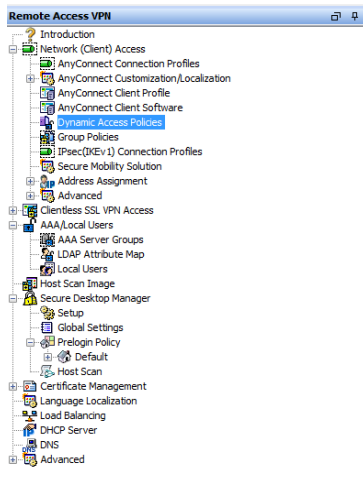 Remote Access VPN
Introduction
Network (Client) Access
AnyConnect Connection Profiles
AnyConnect Customization/Localization
AnyConnect Client Profile
AnyConnect Client Software
Dynamic Access Policies
Group Policies
IPsec(IKEv1) Connection Profiles
Secure Mobility Solution
Address Assignment
Advanced
Clientless SSL VPN Access
AAA/Local Users
AAA Server Groups
LDAP Attribute Map
Local Users
Host Scan Image
Secure Desktop Manager
Setup
Global Settings
Prelogin Policy
Default
Host Scan
Certificate Management
Language Localization
Load Balancing
DHCP Server
DNS
Advanced